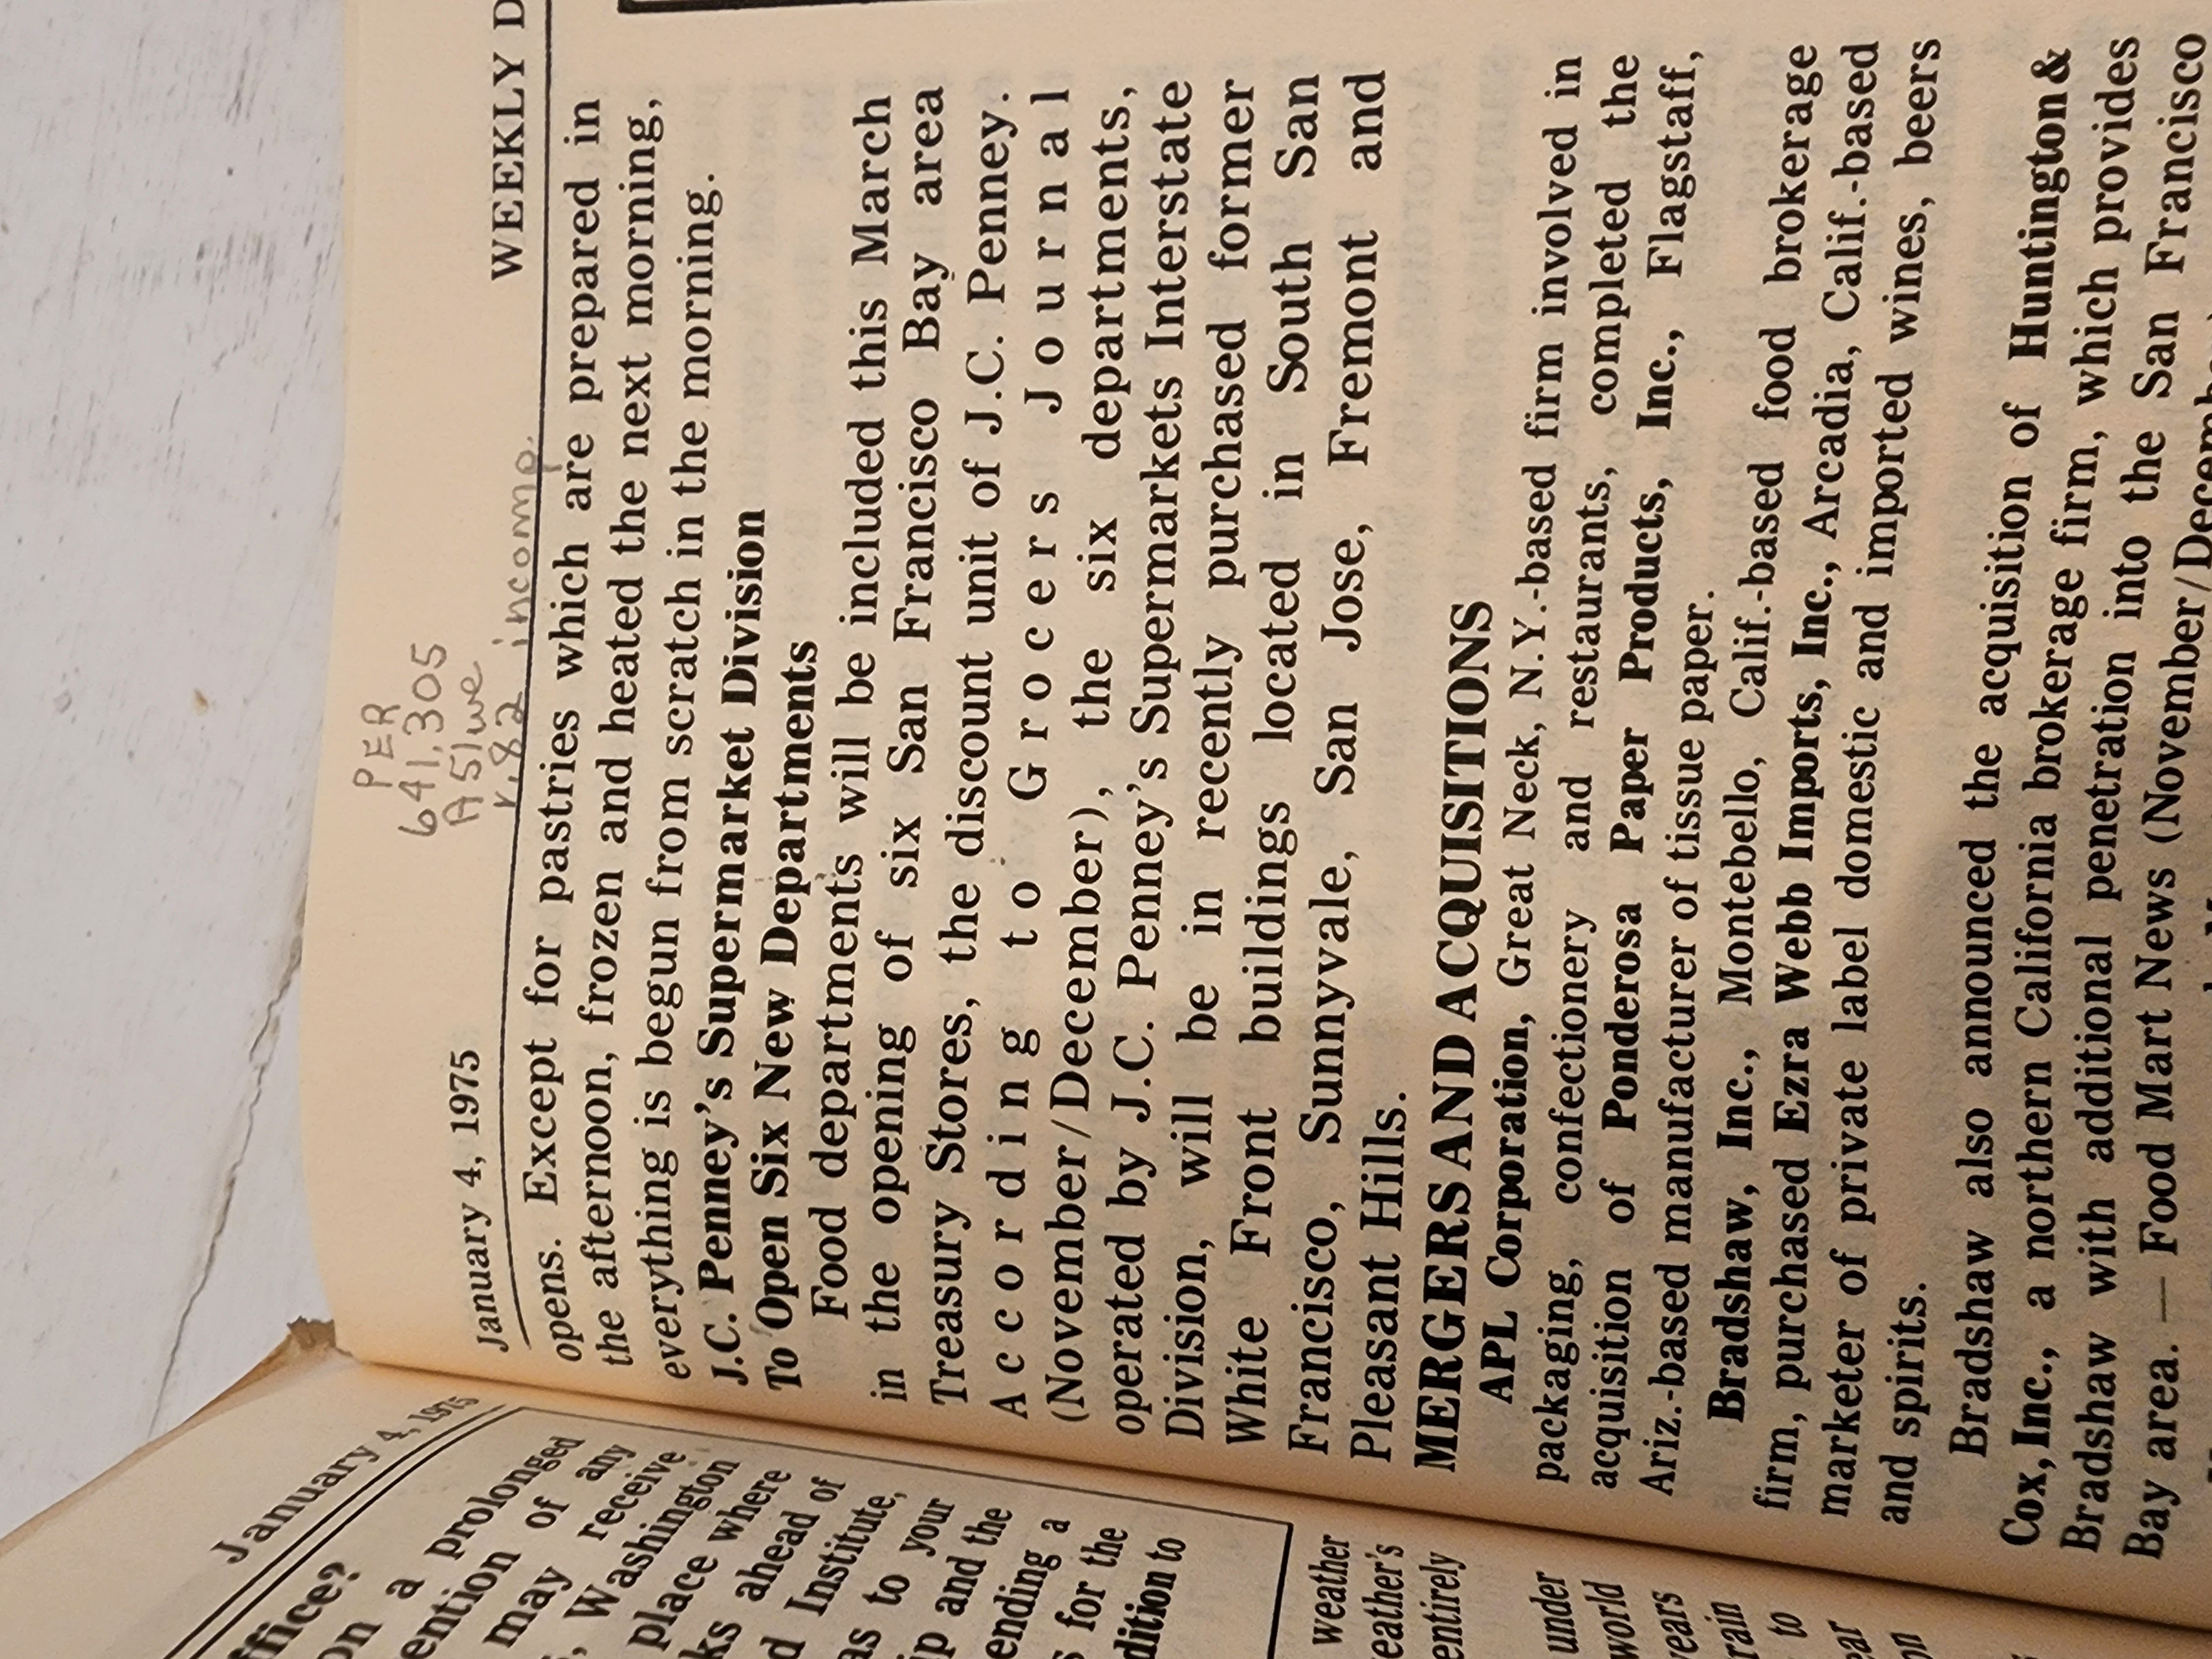 January 4, 1975
ffice?
on a prolonged
ention of any
may receive
, Washington
place where
ks ahead of
d Institute,
as to your
ip and the
ending a
s for the
dition to
weather
eather's
entirely
under
world
years
rain
to
ear
on
PER
641.305
A51we
v.82 incomp.
January 4, 1975 WEEKLY D
opens. Except for pastries which are prepared in
the afternoon, frozen and heated the next morning,
everything is begun from scratch in the morning.
J.C. Penney's Supermarket Division
To Open Six New Departments
Food departments will be included this March
in the opening of six San Francisco Bay area
Treasury Stores, the discount unit of J.C. Penney.
According to Grocers Journal
(November/December), the six departments,
operated by J.C. Penney's Supermarkets Interstate
Division, will be in recently purchased former
White Front buildings located in South San
Francisco, Sunnyvale, San Jose, Fremont and
Pleasant Hills.
MERGERS AND ACQUISITIONS
APL Corporation, Great Neck, N.Y.-based firm involved in
packaging, confectionery and restaurants, completed the
acquisition of Ponderosa Paper Products, Inc., Flagstaff,
Ariz.-based manufacturer of tissue paper.
Bradshaw, Inc., Montebello, Calif.-based food brokerage
firm, purchased Ezra Webb Imports, Inc., Arcadia, Calif.-based
marketer of private label domestic and imported wines, beers
and spirits.
Bradshaw also announced the acquisition of Huntington &
Cox, Inc., a northern California brokerage firm, which provides
Bradshaw with additional penetration into the San Francisco
Bay area. — Food Mart News (November/December)